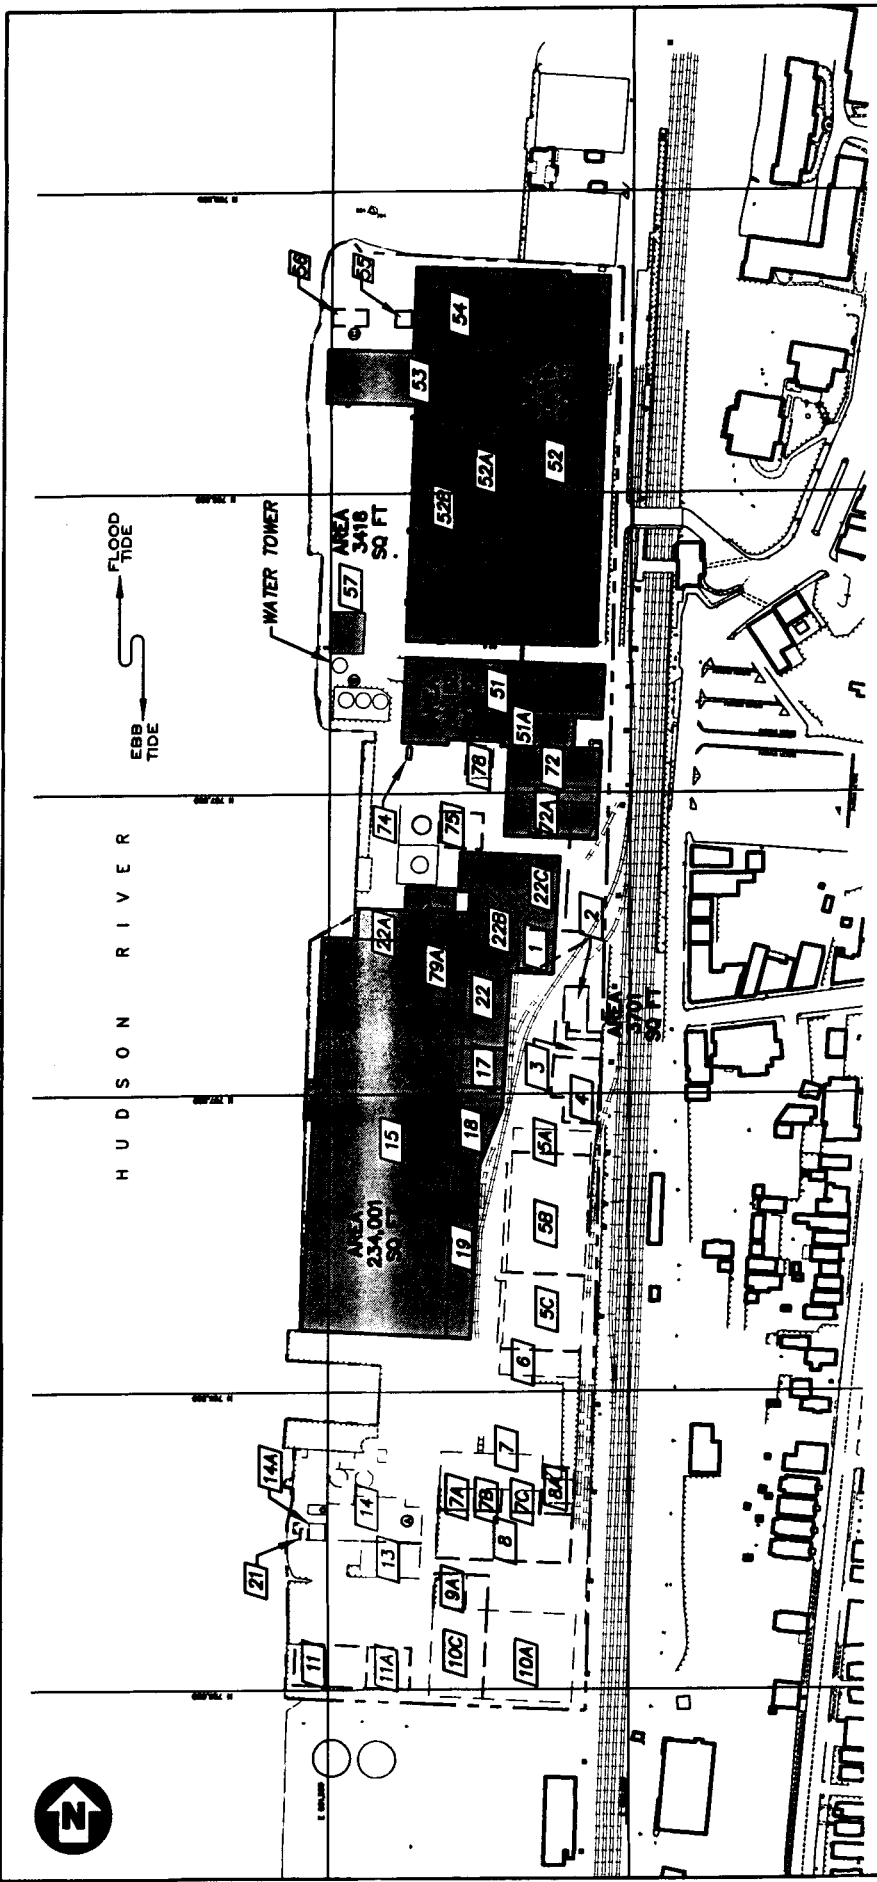 56
55
54
53
52A
52
52B
AREA
3418
SQ FT
FLOOD
TIDE
EBB
TIDE
WATER TOWER
57
51
51A
72
72A
78
74
75
HUDSON RIVER
22A
79A
22B
22C
1
2
22
AREA
3701
SQ FT
3
4
17
18
15
AREA
234,001
SQ FT
19
5A
5B
5C
6
7
7A
7B
7C
8A
8
14A
14
21
13
9A
10C
10A
11
11A
N